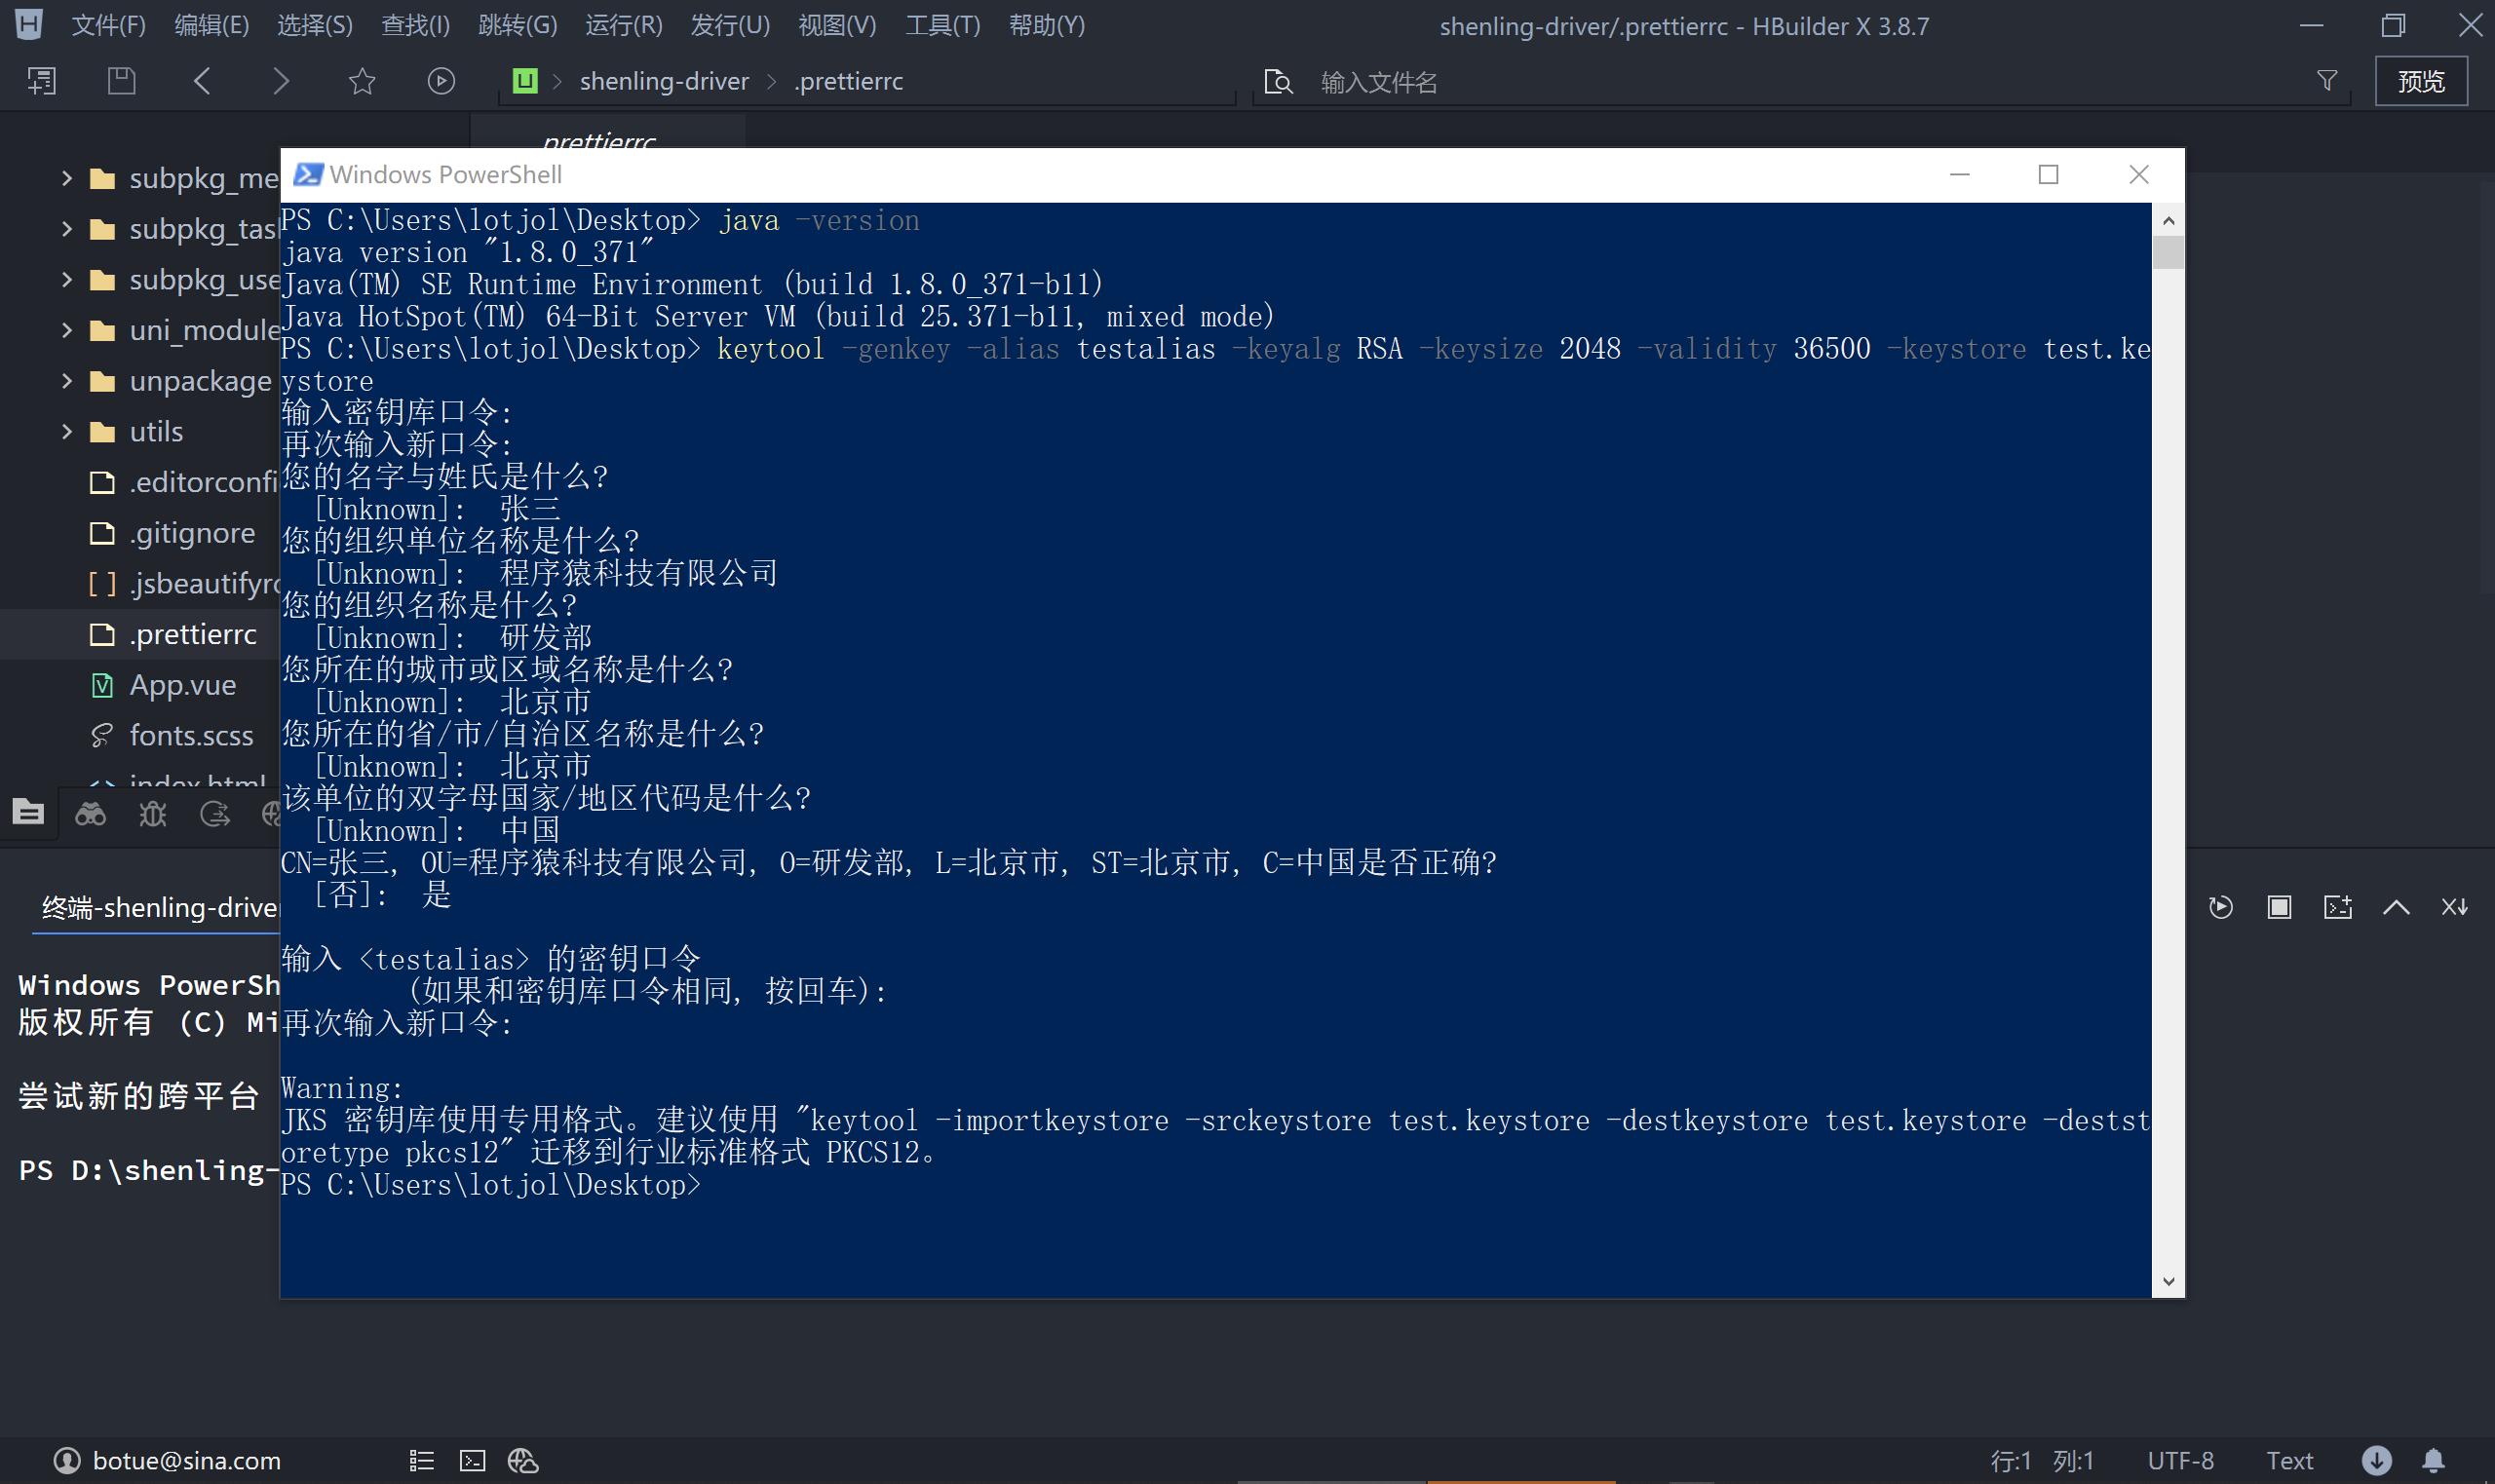 文件(F) 编辑(E) 选择(S) 查找(I) 跳转(G) 运行(R) 发行(U) 视图(V) 工具(T) 帮助(Y) shenling-driver/.prettierrc - HBuilder X 3.8.7
shenling-driver .prettierrc 输入文件名 预览
prettierrc
subpkg_me
subpkg_tas
subpkg_use
uni_module
unpackage
utils
.editorconfi
.gitignore
[ ] .jsbeautifyrc
.prettierrc
App.vue
fonts.scss
index.html
Windows PowerShell
PS C:\Users\lotjol\Desktop> java -version
java version "1.8.0_371"
Java(TM) SE Runtime Environment (build 1.8.0_371-b11)
Java HotSpot(TM) 64-Bit Server VM (build 25.371-b11, mixed mode)
PS C:\Users\lotjol\Desktop> keytool -genkey -alias testalias -keyalg RSA -keysize 2048 -validity 36500 -keystore test.ke
ystore
输入密钥库口令:
再次输入新口令:
您的名字与姓氏是什么?
[Unknown]: 张三
您的组织单位名称是什么?
[Unknown]: 程序猿科技有限公司
您的组织名称是什么?
[Unknown]: 研发部
您所在的城市或区域名称是什么?
[Unknown]: 北京市
您所在的省/市/自治区名称是什么?
[Unknown]: 北京市
该单位的双字母国家/地区代码是什么?
[Unknown]: 中国
CN=张三, OU=程序猿科技有限公司, O=研发部, L=北京市, ST=北京市, C=中国是否正确?
[否]: 是
输入 <testalias> 的密钥口令
(如果和密钥库口令相同, 按回车):
再次输入新口令:
Warning:
JKS 密钥库使用专用格式。建议使用 "keytool -importkeystore -srckeystore test.keystore -destkeystore test.keystore -destst
oretype pkcs12" 迁移到行业标准格式 PKCS12。
PS C:\Users\lotjol\Desktop>
终端-shenling-driver
Windows PowerSh
版权所有 (C) Mi
尝试新的跨平台
PS D:\shenling-
botue@sina.com 行:1 列:1 UTF-8 Text